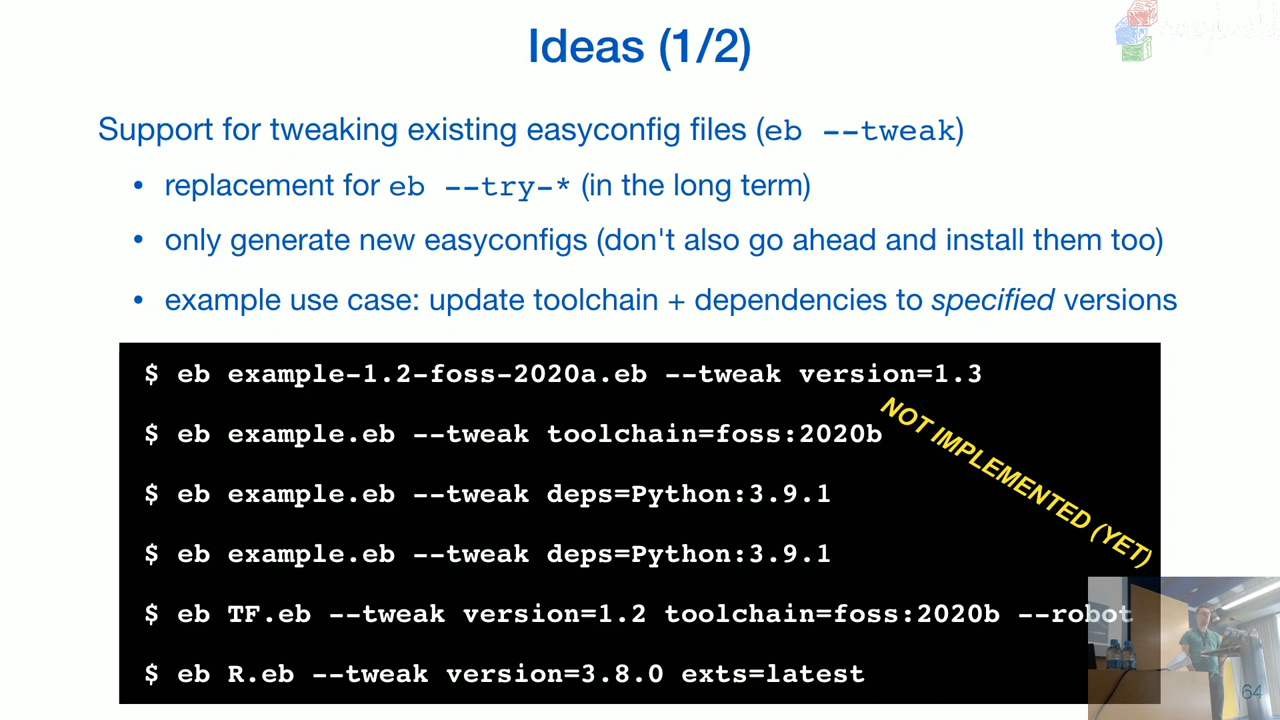 Ideas (1/2)
Support for tweaking existing easyconfig files (eb --tweak)
• replacement for eb --try-* (in the long term)
• only generate new easyconfigs (don't also go ahead and install them too)
• example use case: update toolchain + dependencies to specified versions
$ eb example-1.2-foss-2020a.eb --tweak version=1.3
$ eb example.eb --tweak toolchain=foss:2020b
$ eb example.eb --tweak deps=Python:3.9.1
$ eb example.eb --tweak deps=Python:3.9.1
$ eb TF.eb --tweak version=1.2 toolchain=foss:2020b --robot
$ eb R.eb --tweak version=3.8.0 exts=latest
NOT IMPLEMENTED (YET)
64